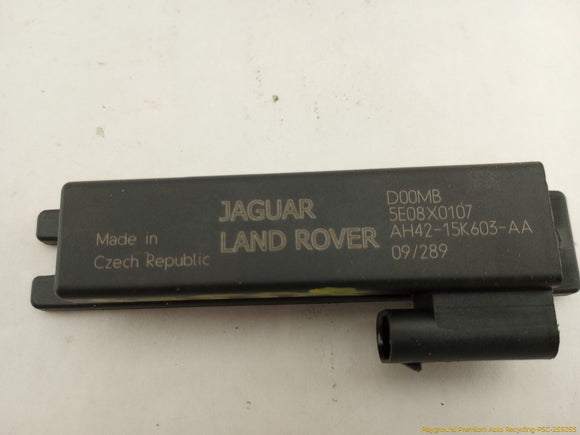 Made in
Czech Republic
JAGUAR
LAND ROVER
D00MB
5E08X0107
AH42-15K603-AA
09/289
Playground Premium Auto Recycling-PSC-255055